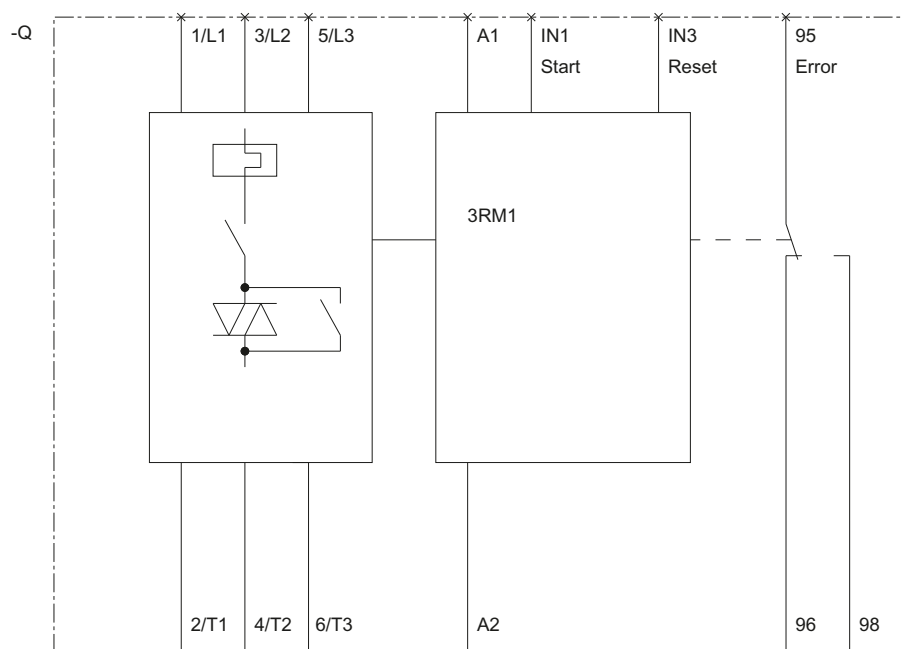 -Q
1/L1 3/L2 5/L3 A1 IN1 IN3 95
Start Reset Error
3RM1
2/T1 4/T2 6/T3 A2 96 98